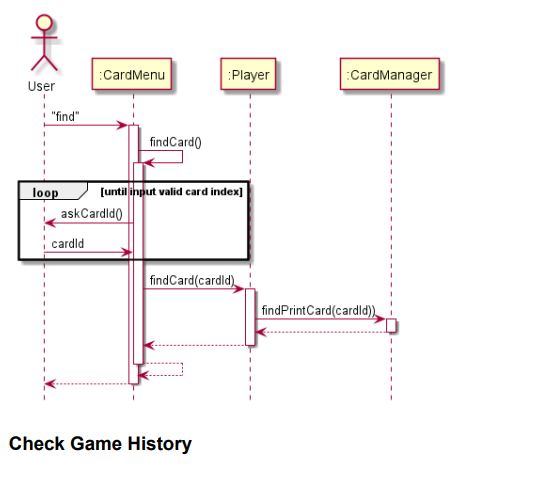 User
:CardMenu
:Player
:CardManager
"find"
findCard()
loop
[until input valid card index]
askCardId()
cardId
findCard(cardId)
findPrintCard(cardId))
Check Game History